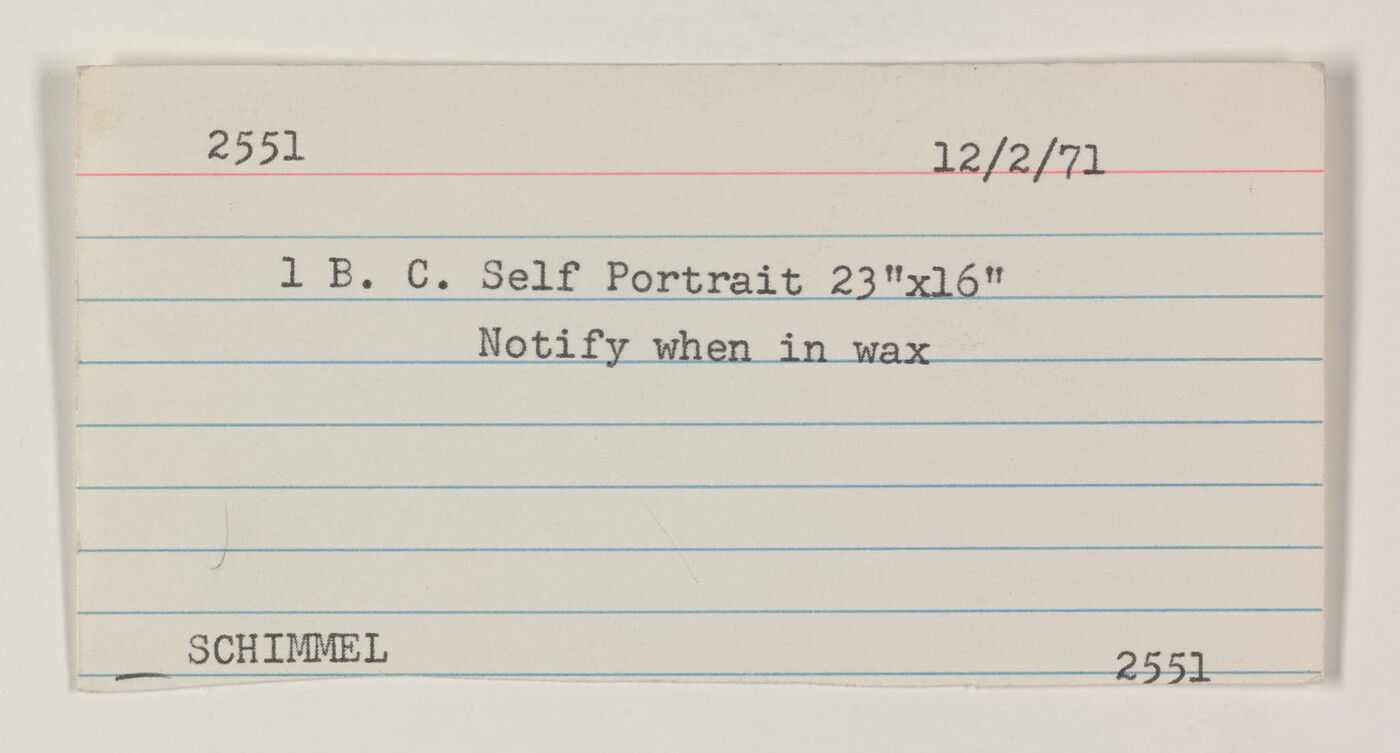 2551 12/2/71
1 B. C. Self Portrait 23"x16"
Notify when in wax
SCHIMMEL 2551